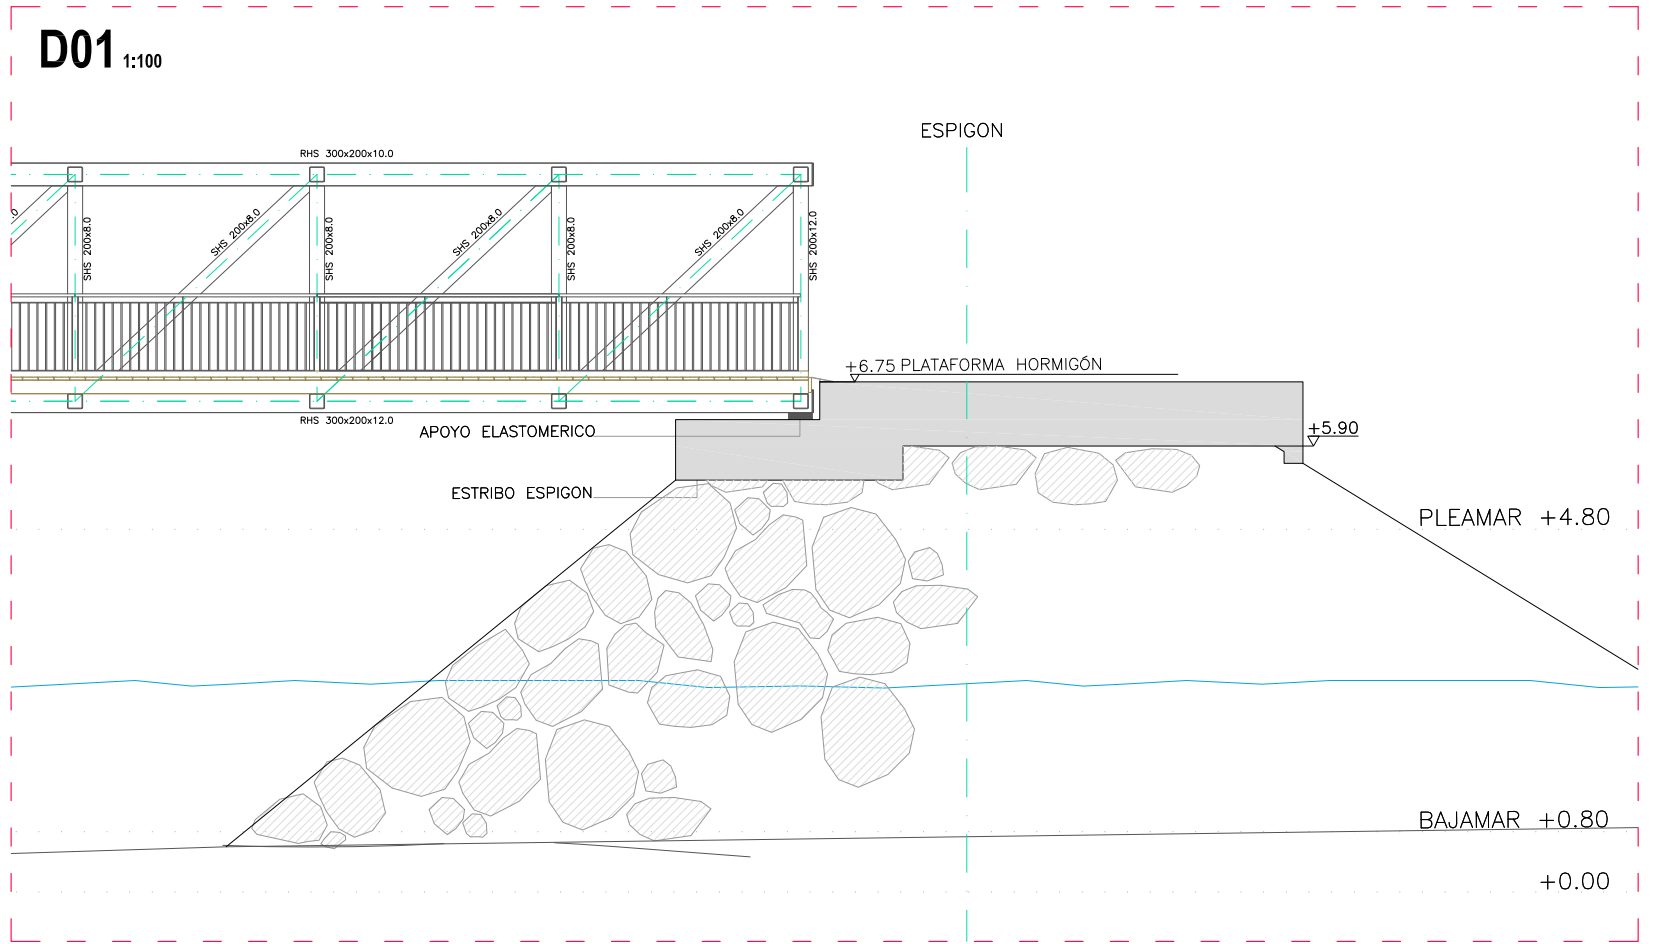 D01 1:100
ESPIGON
RHS 300x200x10.0
.0
SHS 200x8.0
SHS 200x8.0
SHS 200x8.0
SHS 200x8.0
SHS 200x8.0
SHS 200x8.0
SHS 200x12.0
+6.75 PLATAFORMA HORMIGÓN
RHS 300x200x12.0
APOYO ELASTOMERICO
+5.90
ESTRIBO ESPIGON
PLEAMAR +4.80
BAJAMAR +0.80
+0.00